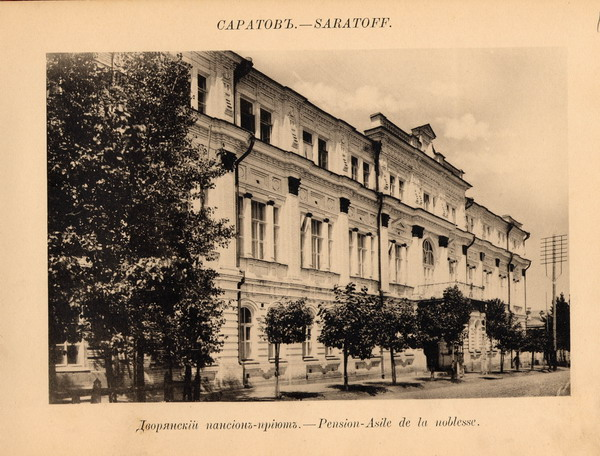 САРАТОВЪ.—SARATOFF.
Дворянскій пансіонъ-пріютъ.—Pension-Asile de la noblesse.